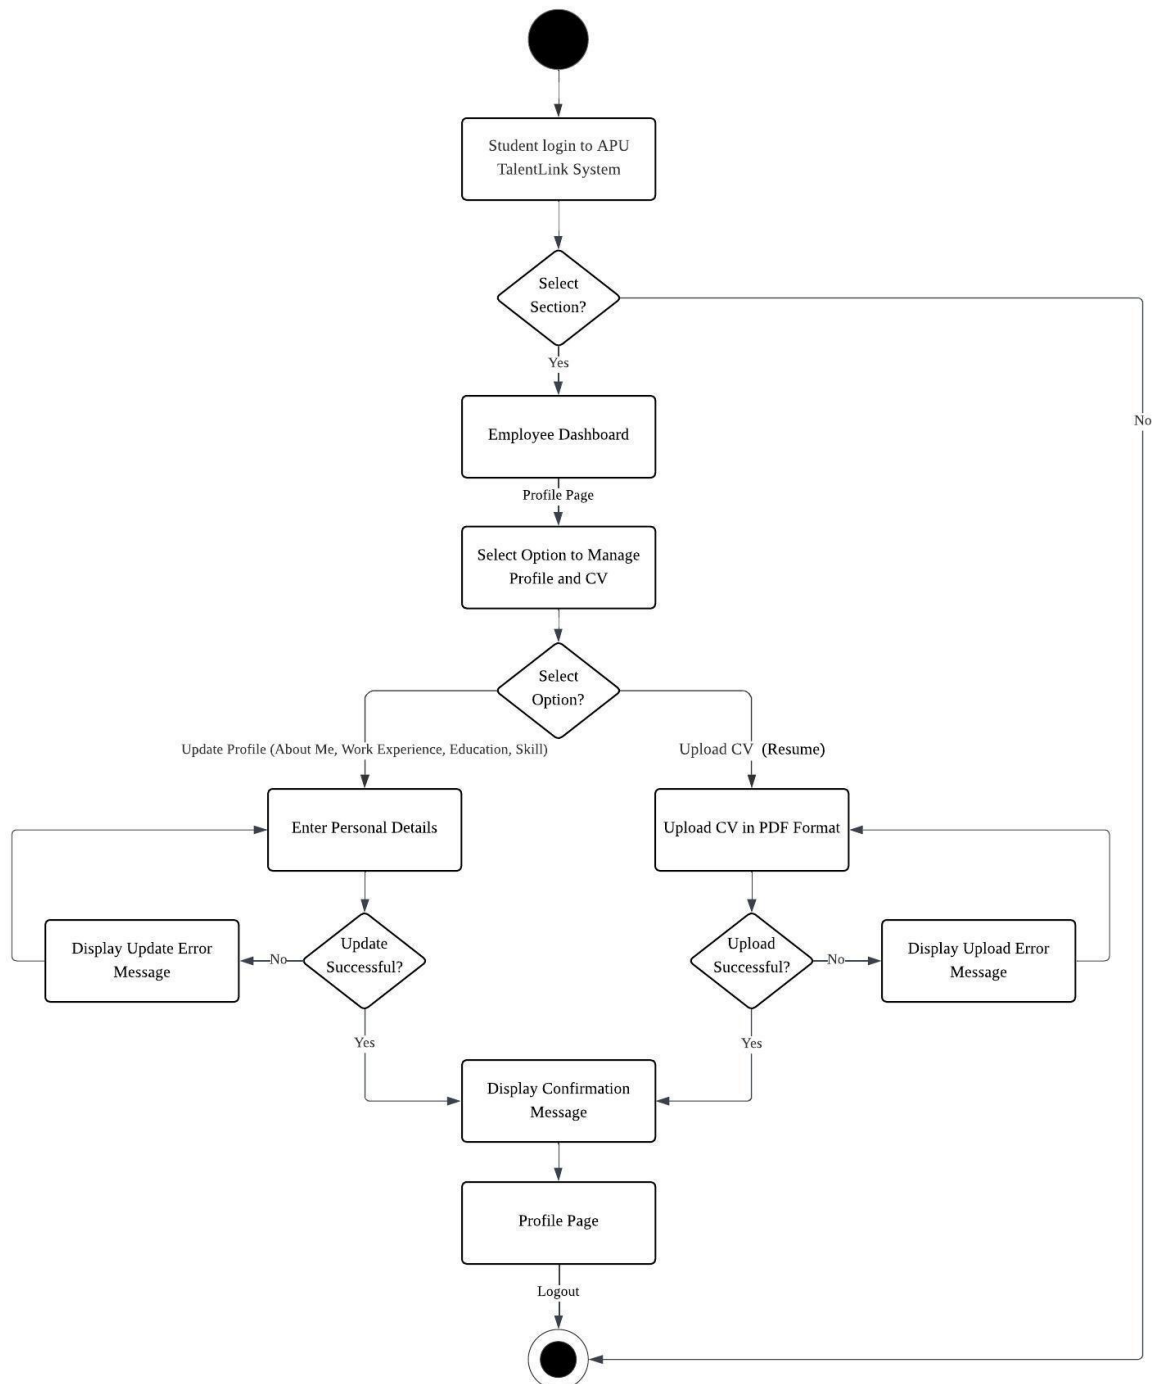 Student login to APU
TalentLink System
Select
Section?
Yes
No
Employee Dashboard
Profile Page
Select Option to Manage
Profile and CV
Select
Option?
Update Profile (About Me, Work Experience, Education, Skill)
Upload CV (Resume)
Enter Personal Details
Upload CV in PDF Format
Display Update Error
Message
No
Update
Successful?
Upload
Successful?
No
Display Upload Error
Message
Yes
Yes
Display Confirmation
Message
Profile Page
Logout